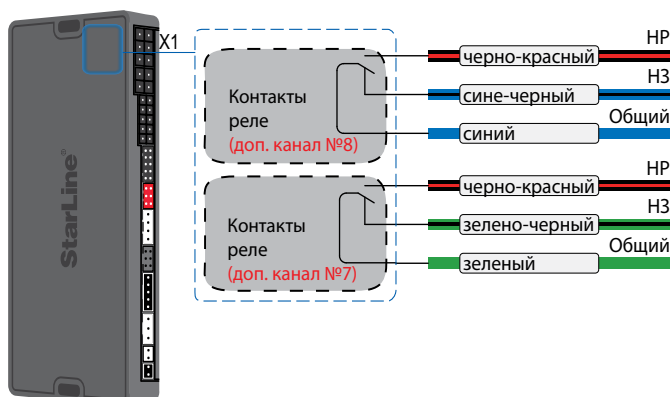 StarLine®
X1
Контакты
реле
(доп. канал №8)
черно-красный
НР
сине-черный
НЗ
синий
Общий
Контакты
реле
(доп. канал №7)
черно-красный
НР
зелено-черный
НЗ
зеленый
Общий